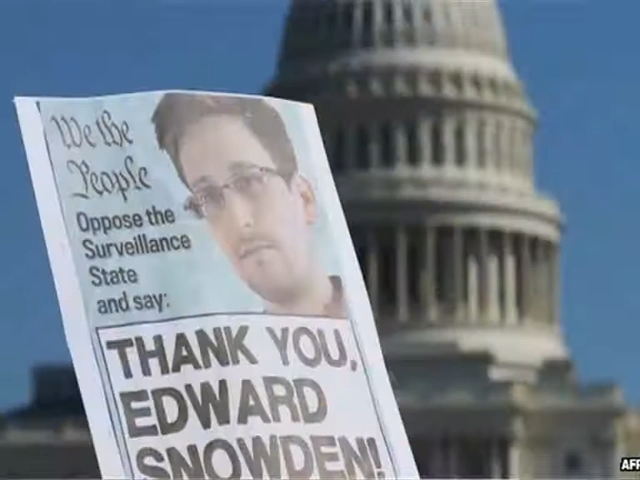 We the
People
Oppose the
Surveillance
State
and say:
THANK YOU,
EDWARD
SNOWDEN!
AFP